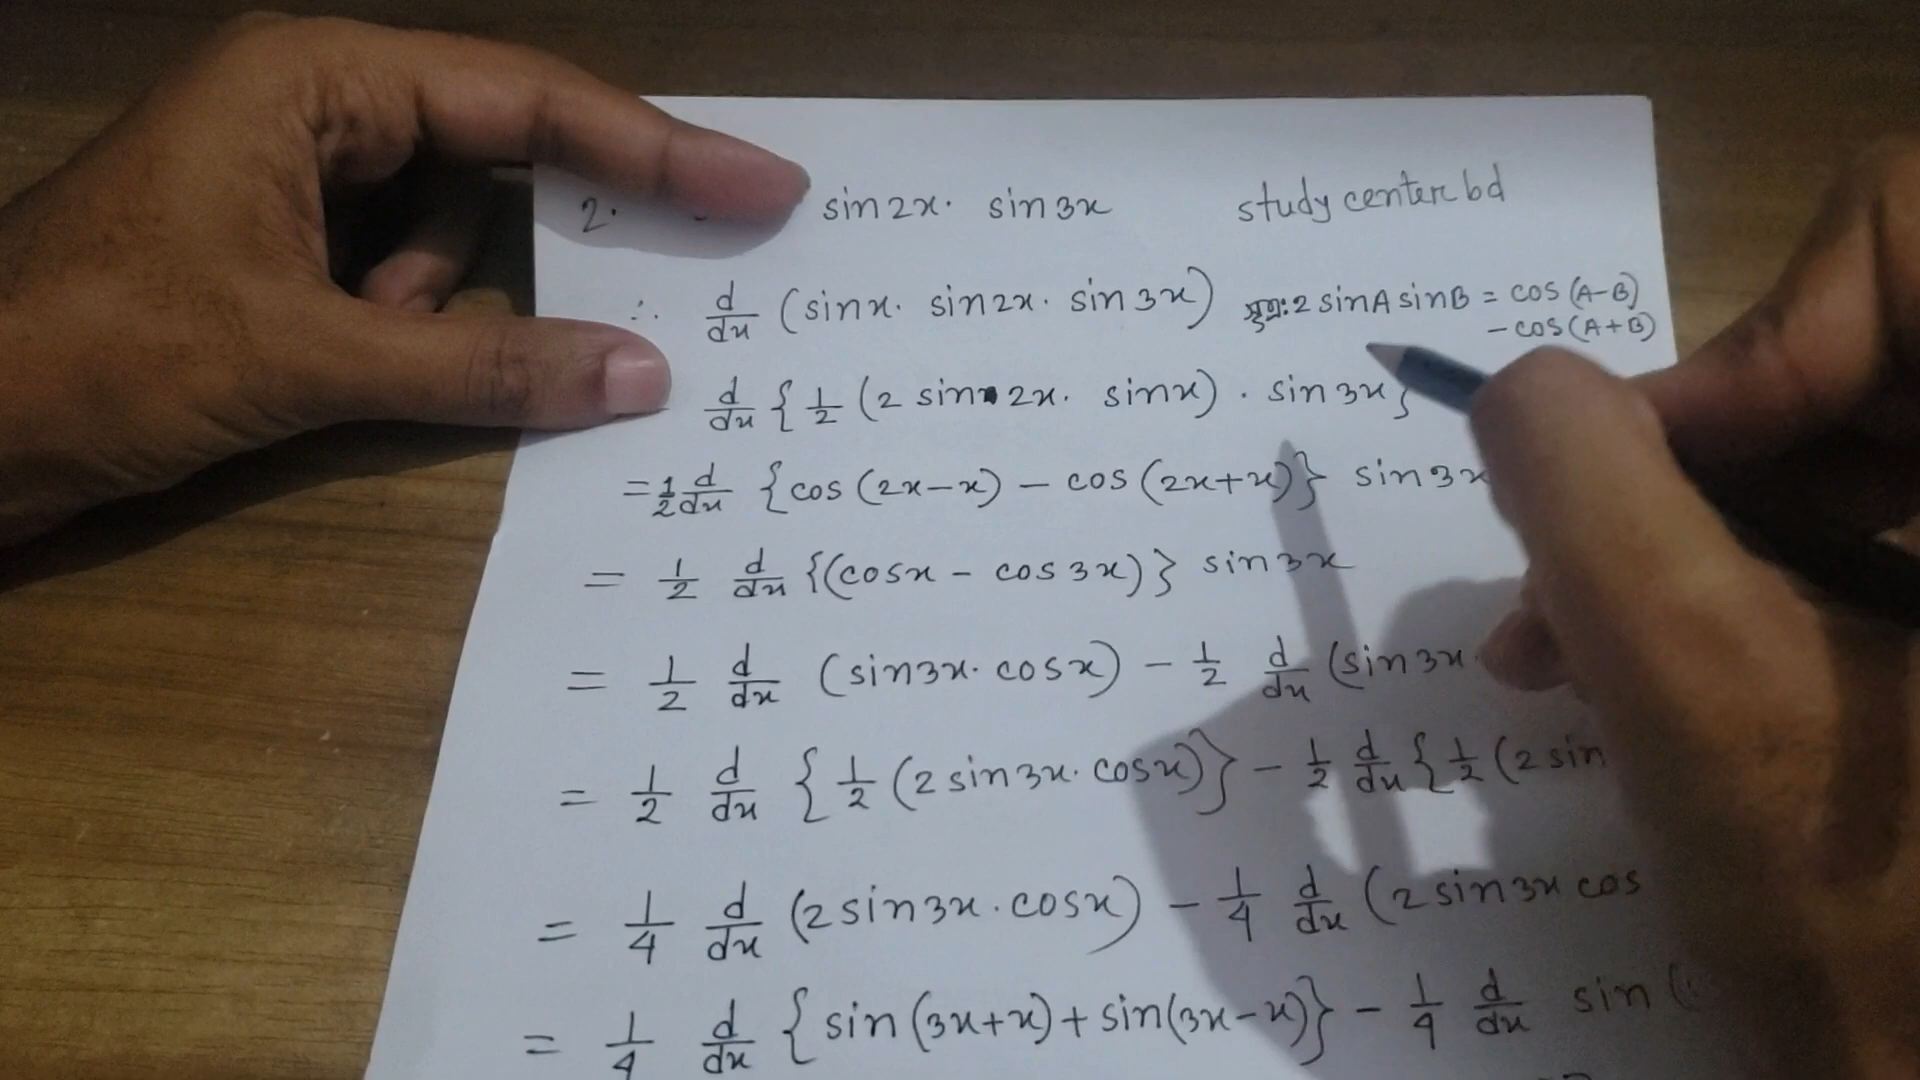 2. sin2x. sin3x study center bd
∴ d/dx (sinx. sin2x. sin3x) সূত্র: 2 sinA sinB = cos(A-B)
- cos(A+B)
d/dx {1/2 (2 sin 2x. sinx) . sin3x}
= 1/2 d/dx {cos (2x-x) - cos (2x+x)} sin3x
= 1/2 d/dx {(cosx - cos3x)} sin3x
= 1/2 d/dx (sin3x. cosx) - 1/2 d/dx (sin3x.
= 1/2 d/dx {1/2 (2 sin3x. cosx)} - 1/2 d/dx {1/2 (2 sin
= 1/4 d/dx (2 sin3x. cosx) - 1/4 d/dx (2 sin3x cos
= 1/4 d/dx {sin (3x+x) + sin(3x-x)} - 1/4 d/dx sin (